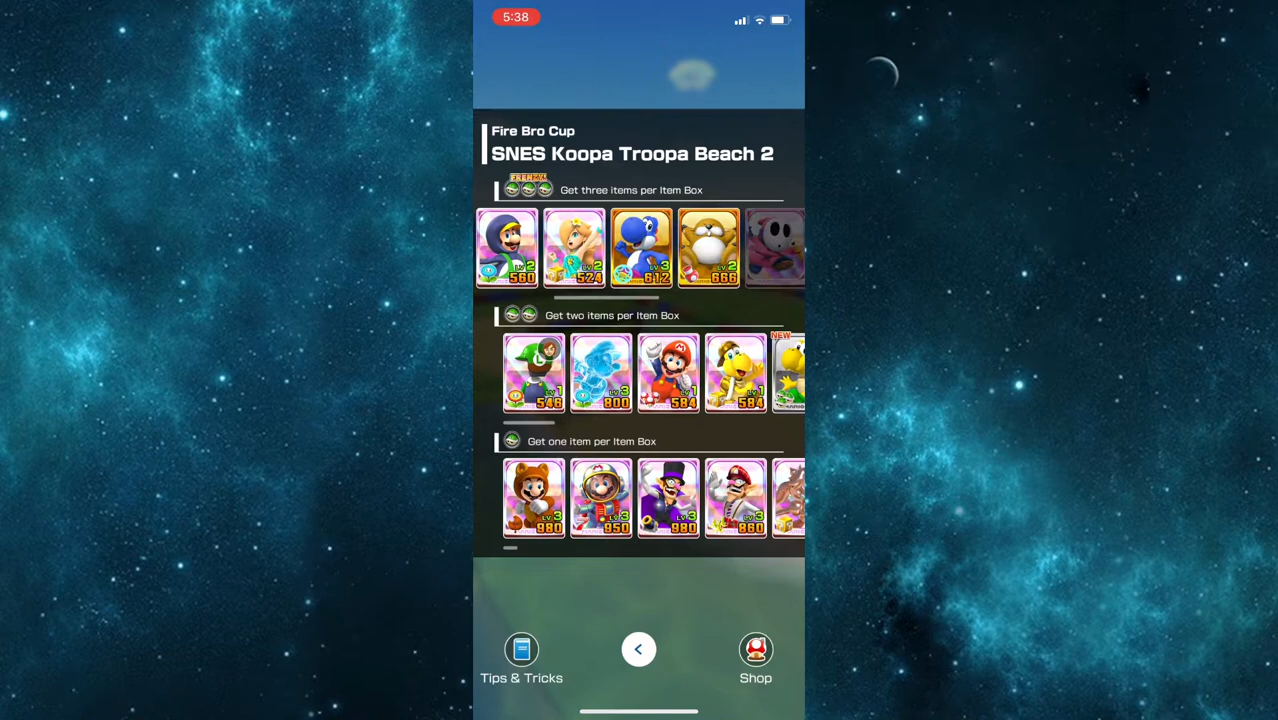 5:38
Fire Bro Cup
SNES Koopa Troopa Beach 2
FRENZY!
Get three items per Item Box
LV 2 560
LV 2 524
LV 3 612
LV 2 666
Get two items per Item Box
LV 1 546
LV 3 800
LV 1 584
LV 1 584
NEW
Get one item per Item Box
LV 3 980
LV 3 950
LV 3 980
LV 3 860
Tips & Tricks
Shop